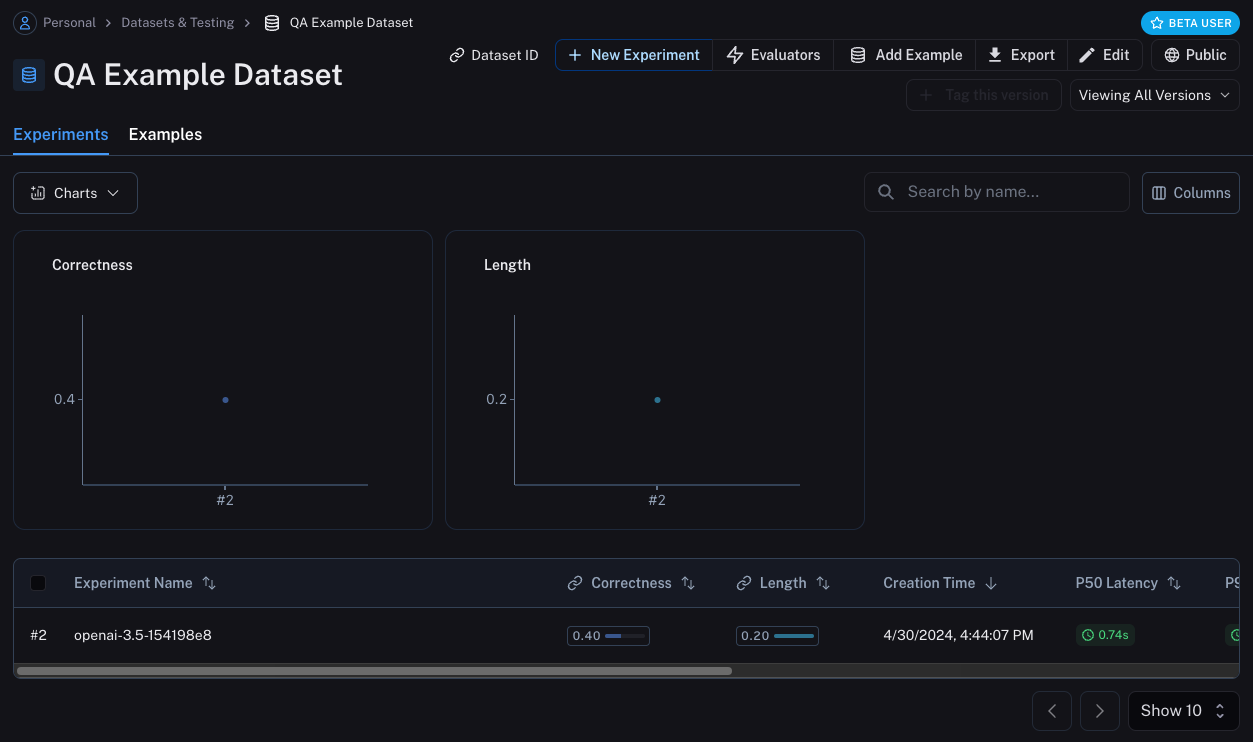 Personal > Datasets & Testing > QA Example Dataset
BETA USER
QA Example Dataset
Dataset ID
+ New Experiment
Evaluators
Add Example
Export
Edit
Public
+ Tag this version
Viewing All Versions
Experiments
Examples
Charts
Search by name...
Columns
Correctness
0.4
#2
Length
0.2
#2
Experiment Name Correctness Length Creation Time P50 Latency
#2 openai-3.5-154198e8 0.40 0.20 4/30/2024, 4:44:07 PM 0.74s
Show 10